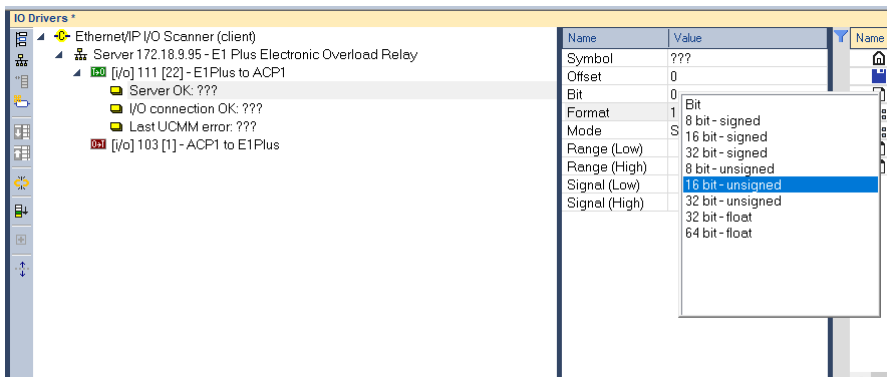 IO Drivers *
-C- Ethernet/IP I/O Scanner (client)
Server 172.18.9.95 - E1 Plus Electronic Overload Relay
[i/o] 111 [22] - E1Plus to ACP1
Server OK: ???
I/O connection OK: ???
Last UCMM error: ???
[i/o] 103 [1] - ACP1 to E1Plus
Name Value
Symbol ???
Offset 0
Bit 0
Format 1
Mode S
Range (Low)
Range (High)
Signal (Low)
Signal (High)
Bit
8 bit - signed
16 bit - signed
32 bit - signed
8 bit - unsigned
16 bit - unsigned
32 bit - unsigned
32 bit - float
64 bit - float
Name